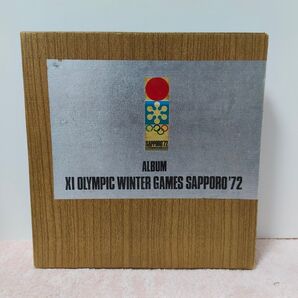 SAPPORO'72
ALBUM
XI OLYMPIC WINTER GAMES SAPPORO'72